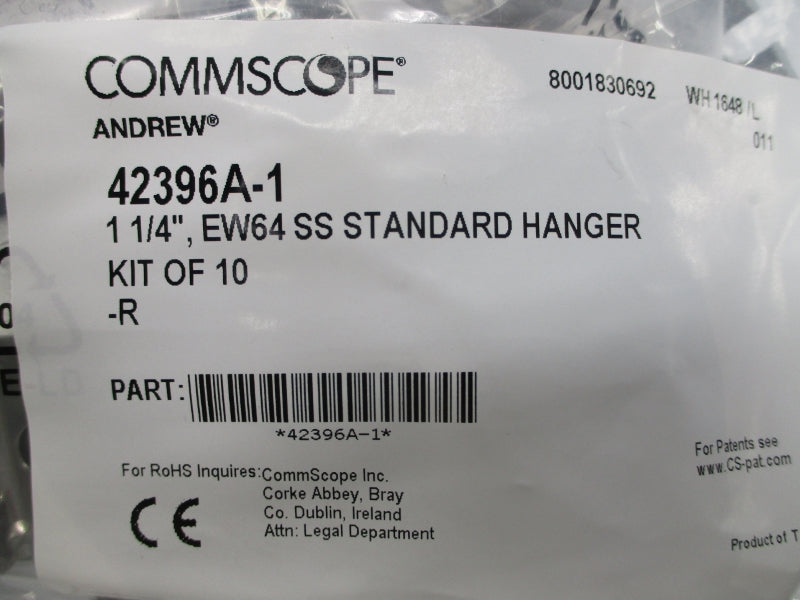 COMMSCOPE®
ANDREW®
8001830692 WH 1648 /L
011
42396A-1
1 1/4", EW64 SS STANDARD HANGER
KIT OF 10
-R
PART:
*42396A-1*
For RoHS Inquires: CommScope Inc.
Corke Abbey, Bray
Co. Dublin, Ireland
Attn: Legal Department
CE
For Patents see
www.CS-pat.com
Product of T